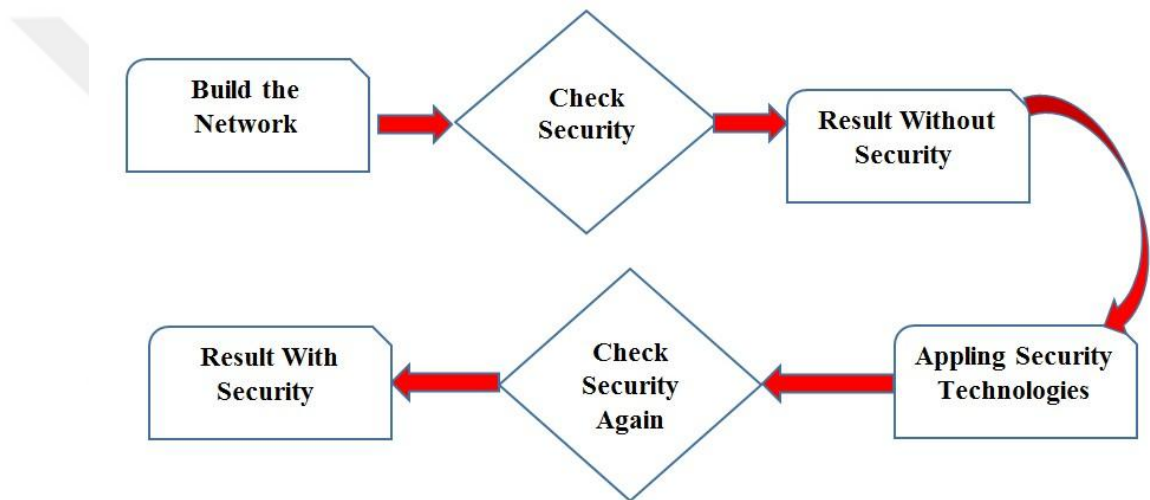 Build the
Network
Check
Security
Result Without
Security
Appling Security
Technologies
Check
Security
Again
Result With
Security